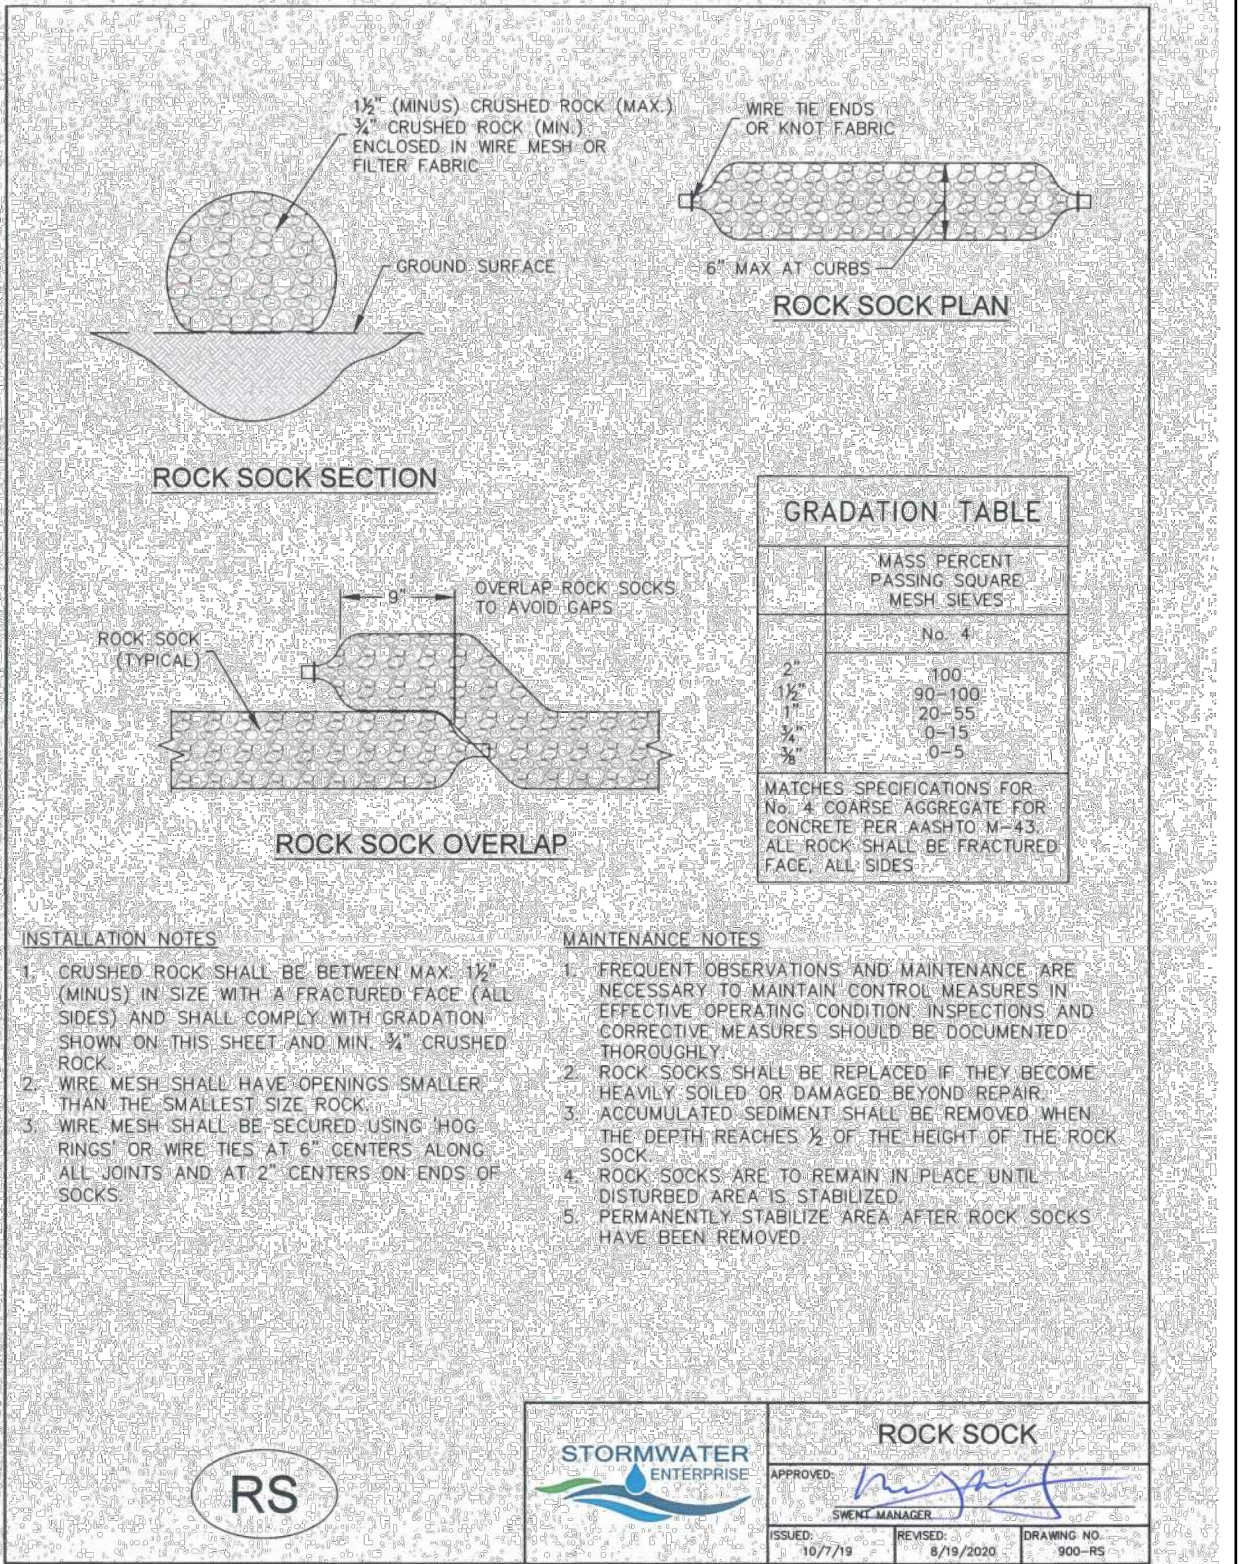 1½" (MINUS) CRUSHED ROCK (MAX.)
¾" CRUSHED ROCK (MIN.)
ENCLOSED IN WIRE MESH OR
FILTER FABRIC
GROUND SURFACE
ROCK SOCK SECTION
WIRE TIE ENDS
OR KNOT FABRIC
6" MAX AT CURBS
ROCK SOCK PLAN
9"
OVERLAP ROCK SOCKS
TO AVOID GAPS
ROCK SOCK
(TYPICAL)
ROCK SOCK OVERLAP
GRADATION TABLE
MASS PERCENT
PASSING SQUARE
MESH SIEVES
No. 4
2" 100
1½" 90-100
1" 20-55
¾" 0-15
⅜" 0-5
MATCHES SPECIFICATIONS FOR
No. 4 COARSE AGGREGATE FOR
CONCRETE PER AASHTO M-43.
ALL ROCK SHALL BE FRACTURED
FACE, ALL SIDES
INSTALLATION NOTES
1. CRUSHED ROCK SHALL BE BETWEEN MAX. 1½"
(MINUS) IN SIZE WITH A FRACTURED FACE (ALL
SIDES) AND SHALL COMPLY WITH GRADATION
SHOWN ON THIS SHEET AND MIN. ¾" CRUSHED
ROCK.
2. WIRE MESH SHALL HAVE OPENINGS SMALLER
THAN THE SMALLEST SIZE ROCK.
3. WIRE MESH SHALL BE SECURED USING 'HOG
RINGS' OR WIRE TIES AT 6" CENTERS ALONG
ALL JOINTS AND AT 2" CENTERS ON ENDS OF
SOCKS.
MAINTENANCE NOTES
1. FREQUENT OBSERVATIONS AND MAINTENANCE ARE
NECESSARY TO MAINTAIN CONTROL MEASURES IN
EFFECTIVE OPERATING CONDITION. INSPECTIONS AND
CORRECTIVE MEASURES SHOULD BE DOCUMENTED
THOROUGHLY.
2. ROCK SOCKS SHALL BE REPLACED IF THEY BECOME
HEAVILY SOILED OR DAMAGED BEYOND REPAIR.
3. ACCUMULATED SEDIMENT SHALL BE REMOVED WHEN
THE DEPTH REACHES ½ OF THE HEIGHT OF THE ROCK
SOCK.
4. ROCK SOCKS ARE TO REMAIN IN PLACE UNTIL
DISTURBED AREA IS STABILIZED.
5. PERMANENTLY STABILIZE AREA AFTER ROCK SOCKS
HAVE BEEN REMOVED.
RS
STORMWATER
ENTERPRISE
ROCK SOCK
APPROVED:
SWENT MANAGER
ISSUED: REVISED: DRAWING NO.
10/7/19 8/19/2020 900-RS